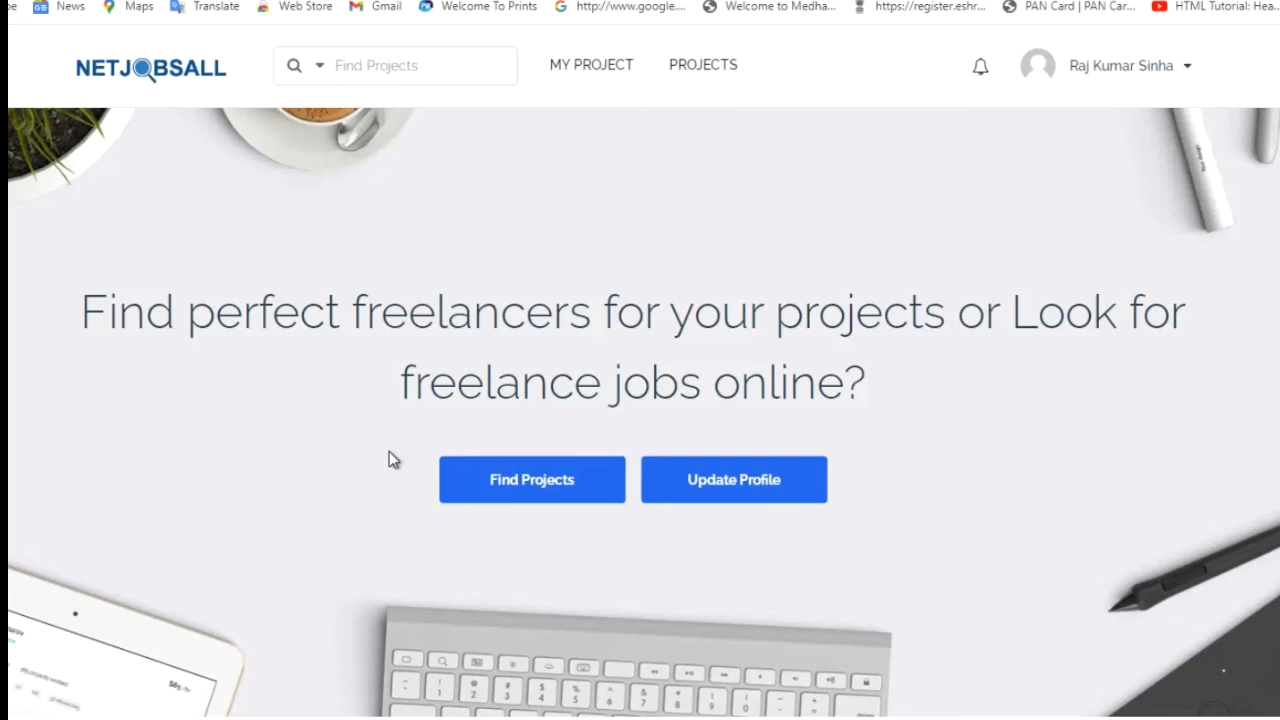 News Maps Translate Web Store Gmail Welcome To Prints http://www.google.... Welcome to Medha... https://register.eshr... PAN Card | PAN Car... HTML Tutorial: Hea...
NETJOBSALL Find Projects MY PROJECT PROJECTS Raj Kumar Sinha
Find perfect freelancers for your projects or Look for
freelance jobs online?
Find Projects Update Profile